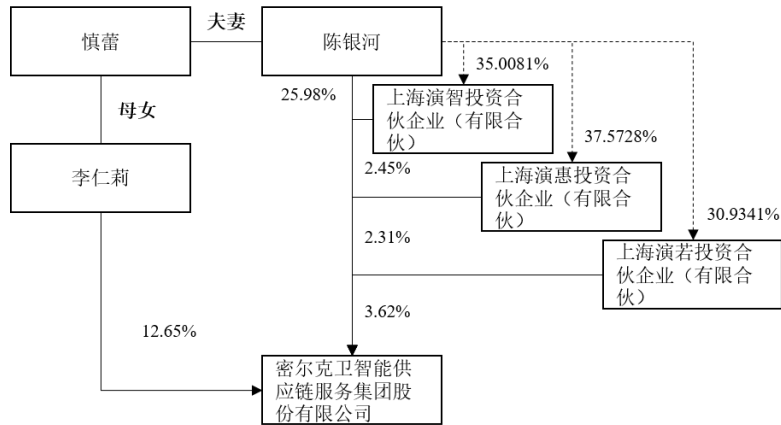 夫妻
慎蕾
陈银河
35.0081%
25.98%
上海演智投资合
伙企业（有限合
伙）
母女
37.5728%
2.45%
上海演惠投资合
伙企业（有限合
伙）
李仁莉
30.9341%
2.31%
上海演若投资合
伙企业（有限合
伙）
3.62%
12.65%
密尔克卫智能供
应链服务集团股
份有限公司